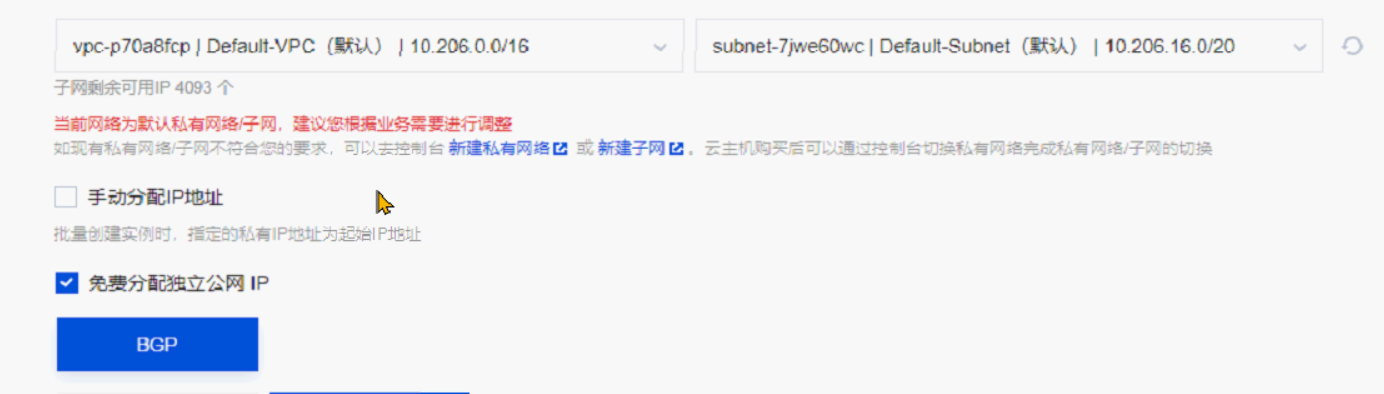 vpc-p70a8fcp | Default-VPC（默认） | 10.206.0.0/16
subnet-7jwe60wc | Default-Subnet（默认） | 10.206.16.0/20
子网剩余可用IP 4093 个
当前网络为默认私有网络/子网，建议您根据业务需要进行调整
如现有私有网络/子网不符合您的要求，可以去控制台 新建私有网络 或 新建子网 。云主机购买后可以通过控制台切换私有网络完成私有网络/子网的切换
手动分配IP地址
批量创建实例时，指定的私有IP地址为起始IP地址
免费分配独立公网 IP
BGP